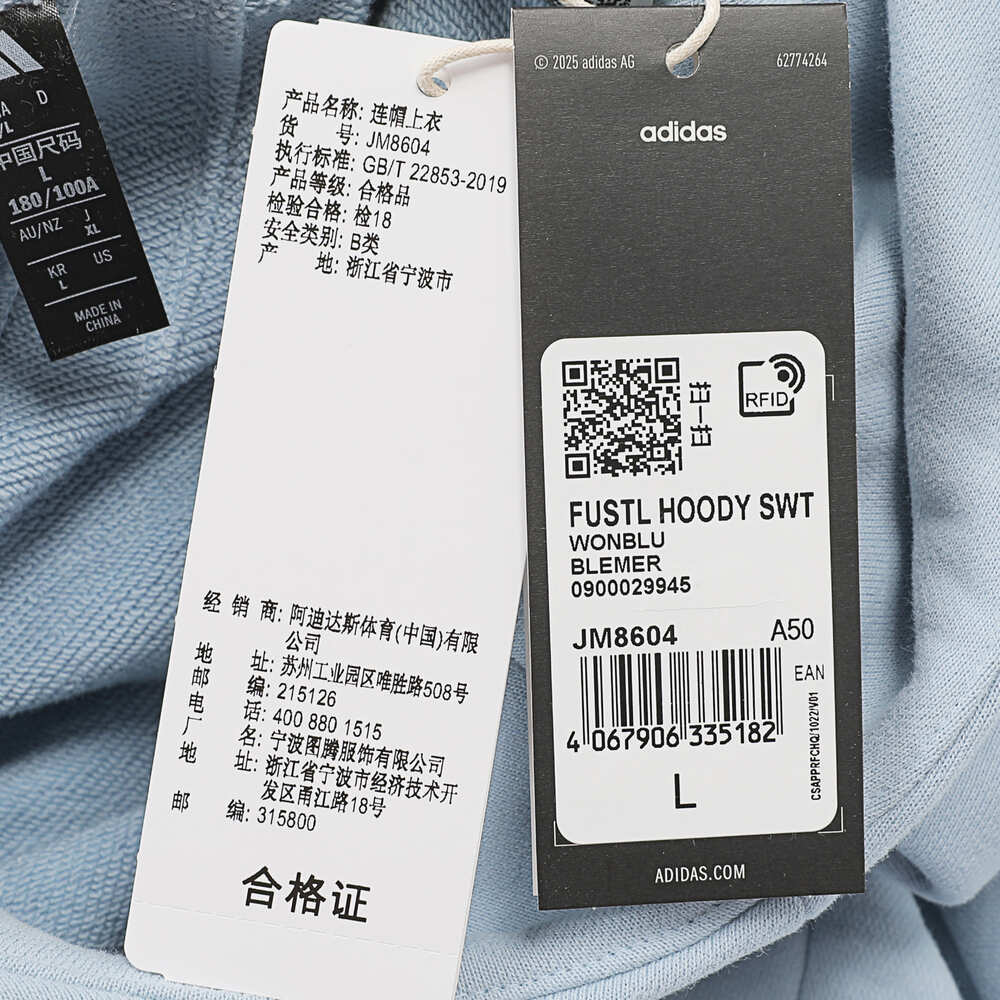 A D
/L
中国尺码
L
180/100A
AU/NZ J
XL
KR US
L
MADE IN
CHINA
产品名称: 连帽上衣
货 号: JM8604
执行标准: GB/T 22853-2019
产品等级: 合格品
检验合格: 检18
安全类别: B类
产 地: 浙江省宁波市
经 销 商: 阿迪达斯体育(中国)有限
公司
地 址: 苏州工业园区唯胜路508号
邮 编: 215126
电 话: 400 880 1515
厂 名: 宁波图腾服饰有限公司
地 址: 浙江省宁波市经济技术开
发区甬江路18号
邮 编: 315800
合格证
© 2025 adidas AG 62774264
adidas
扫一扫
RFID
FUSTL HOODY SWT
WONBLU
BLEMER
0900029945
JM8604 A50
EAN
4 067906 335182
CSAPPRFCHQ/1022/V01
L
ADIDAS.COM